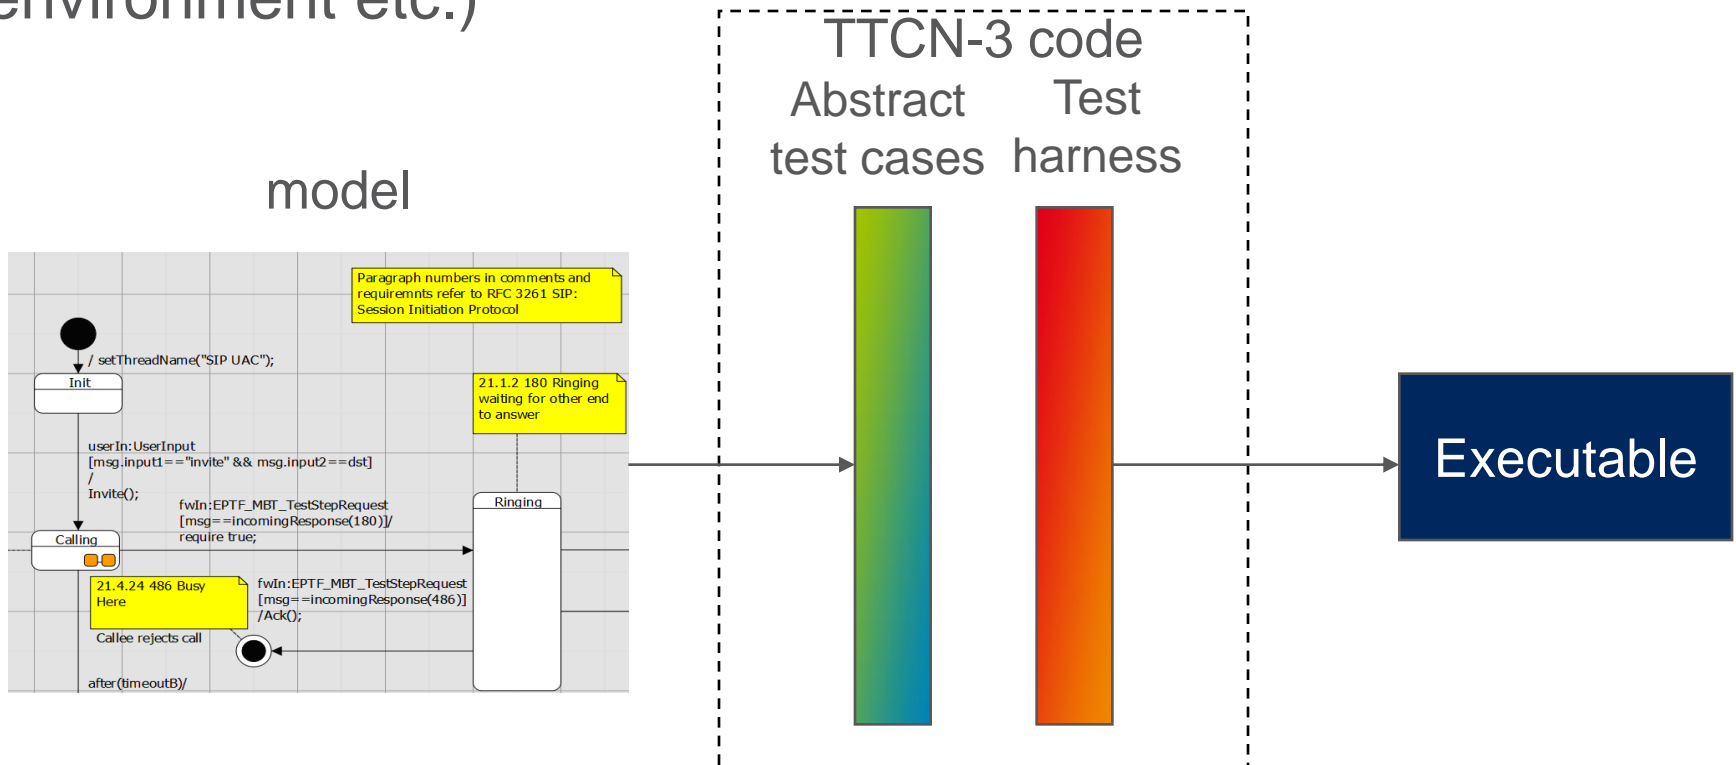 environment etc.)
TTCN-3 code
Abstract
test cases
Test
harness
model
Paragraph numbers in comments and
requiremnts refer to RFC 3261 SIP:
Session Initiation Protocol
/ setThreadName("SIP UAC");
Init
21.1.2 180 Ringing
waiting for other end
to answer
userIn:UserInput
[msg.input1=="invite" && msg.input2==dst]
/
Invite();
fwIn:EPTF_MBT_TestStepRequest
[msg==incomingResponse(180)]/
require true;
Ringing
Calling
21.4.24 486 Busy
Here
fwIn:EPTF_MBT_TestStepRequest
[msg==incomingResponse(486)]
/Ack();
Callee rejects call
after(timeoutB)/
Executable